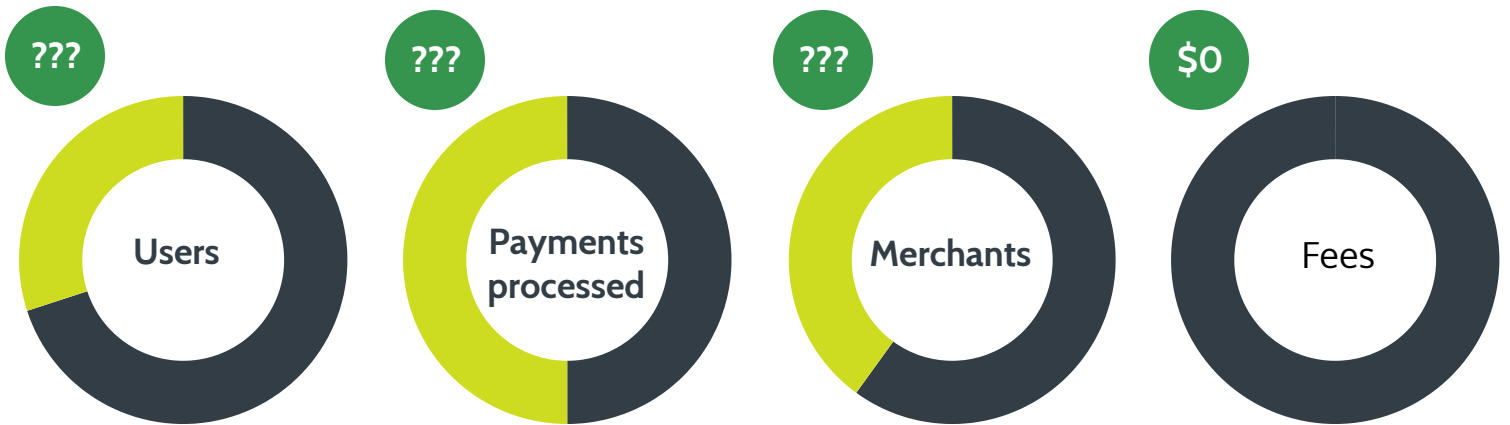 ???
???
???
$0
Users
Payments
processed
Merchants
Fees